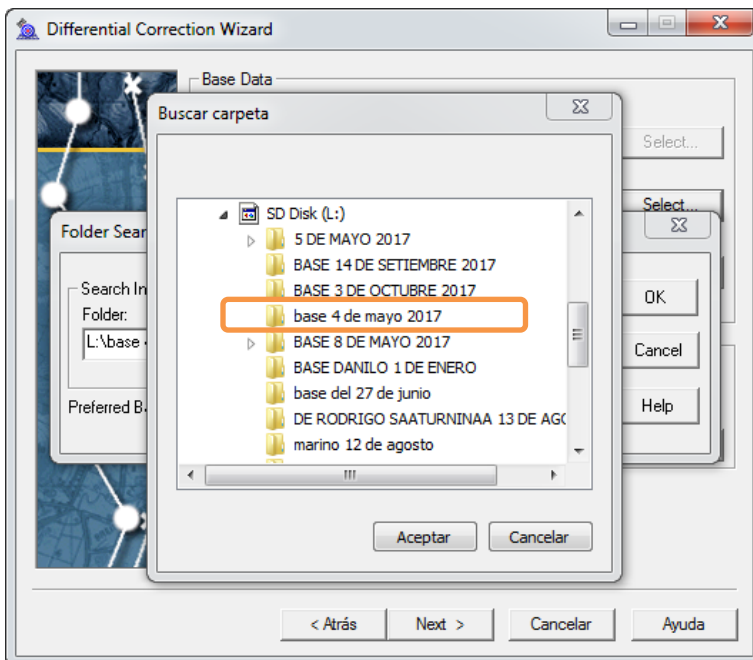 Differential Correction Wizard
Base Data
Buscar carpeta
Select...
Select...
Folder Sear
Search In
Folder:
L:\base
Preferred B
SD Disk (L:)
5 DE MAYO 2017
BASE 14 DE SETIEMBRE 2017
BASE 3 DE OCTUBRE 2017
base 4 de mayo 2017
BASE 8 DE MAYO 2017
BASE DANILO 1 DE ENERO
base del 27 de junio
DE RODRIGO SAATURNINAA 13 DE AGO
marino 12 de agosto
OK
Cancel
Help
Aceptar Cancelar
< Atrás Next > Cancelar Ayuda